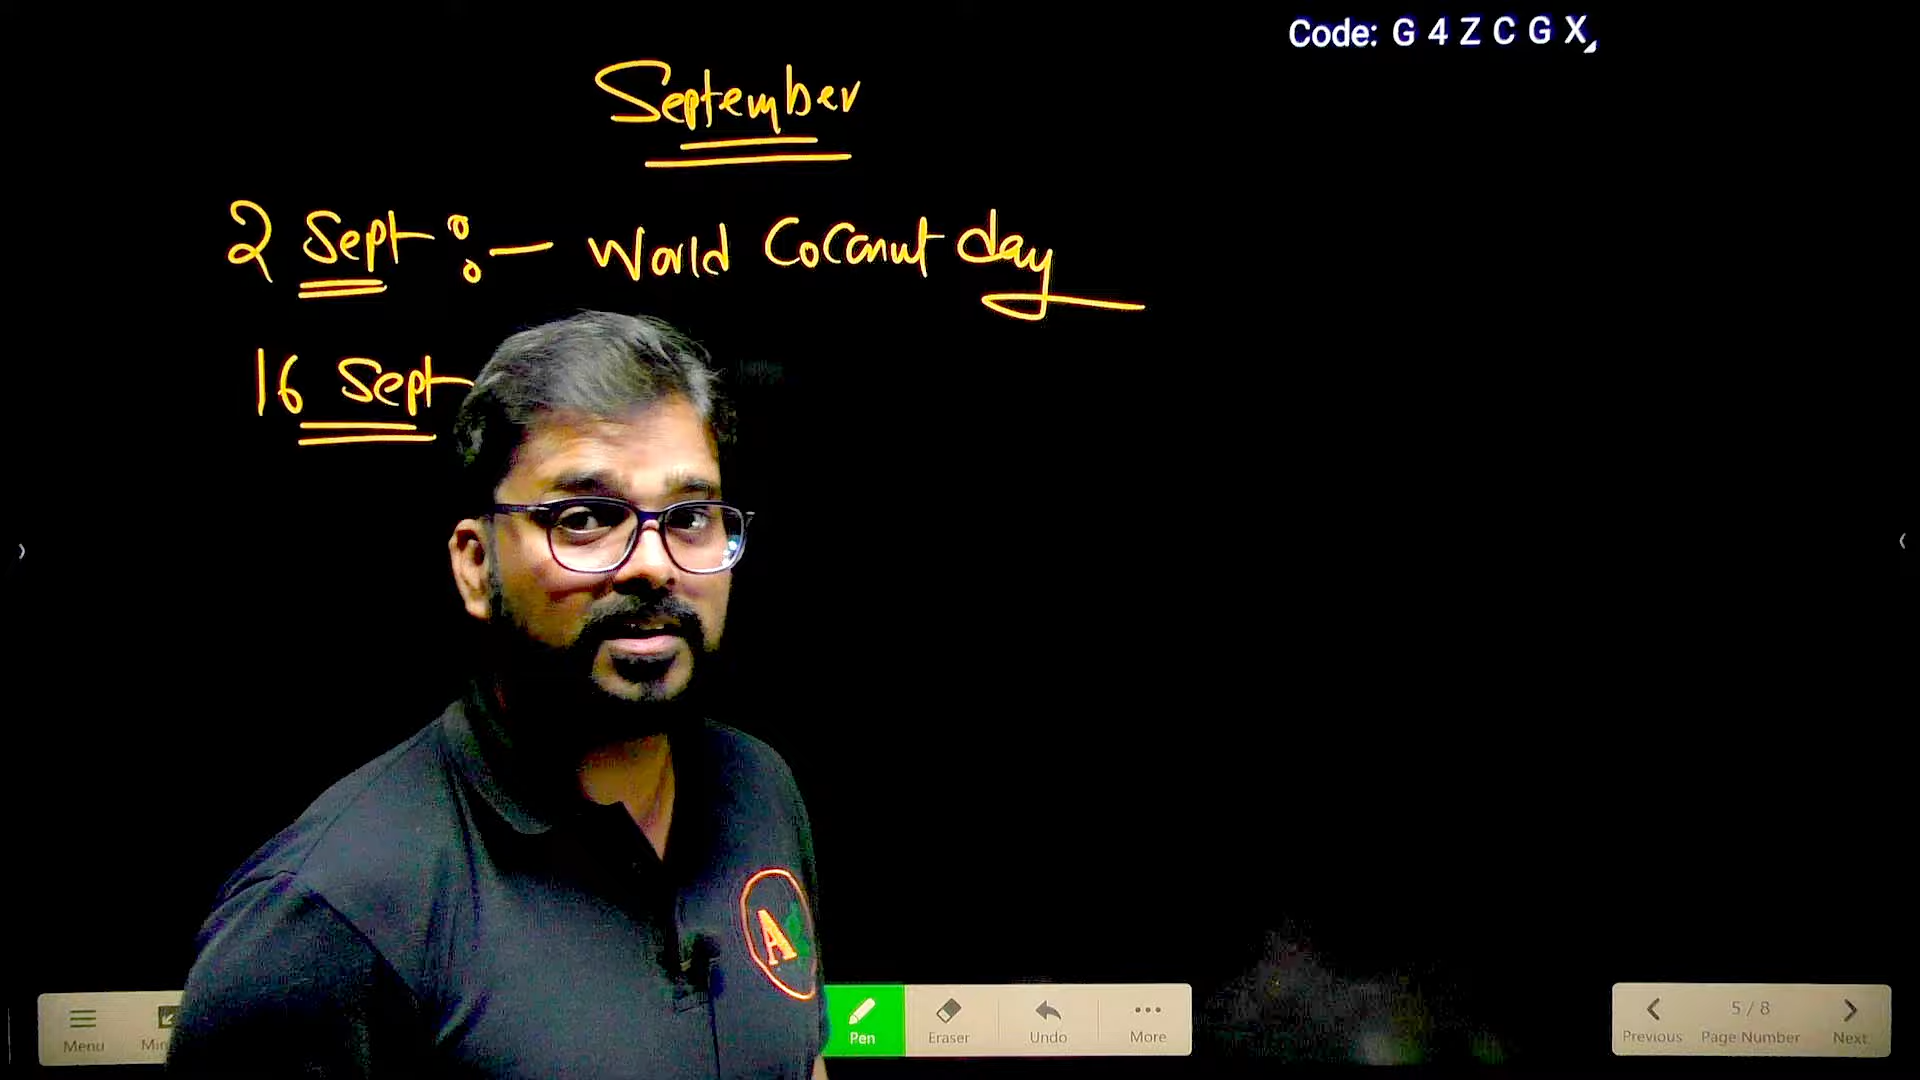 Code: G 4 Z C G X
September
2 Sept :- World Coconut day
16 Sept
A
Menu
Min
Pen
Eraser
Undo
More
Previous
5 / 8
Page Number
Next